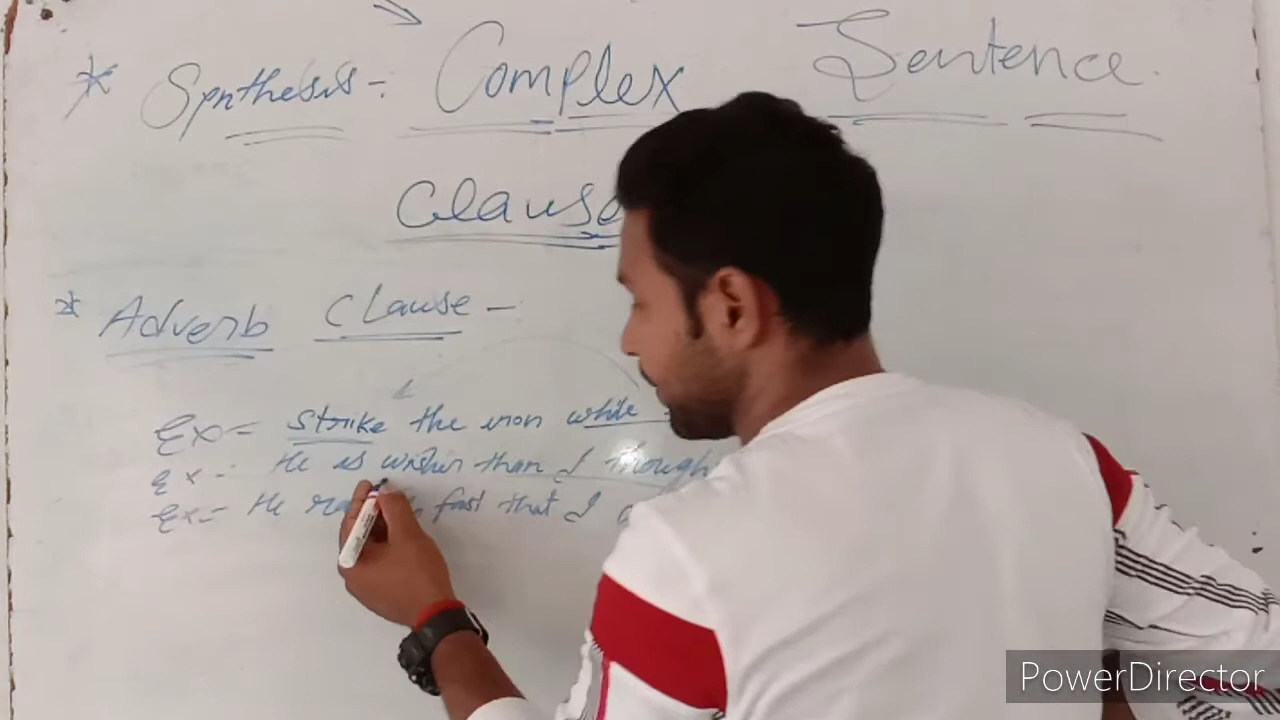 * Synthesis - : Complex Sentence.
Clause
* Adverb Clause -
Ex = Strike the iron while
Ex - : He is than I though
Ex = He fast that I
PowerDirector